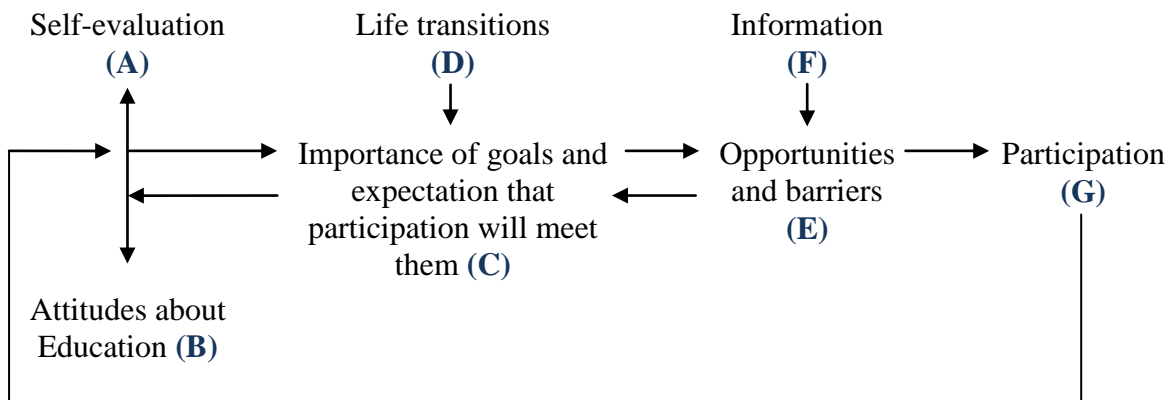 Self-evaluation
(A)
Life transitions
(D)
Information
(F)
Importance of goals and
expectation that
participation will meet
them (C)
Opportunities
and barriers
(E)
Participation
(G)
Attitudes about
Education (B)